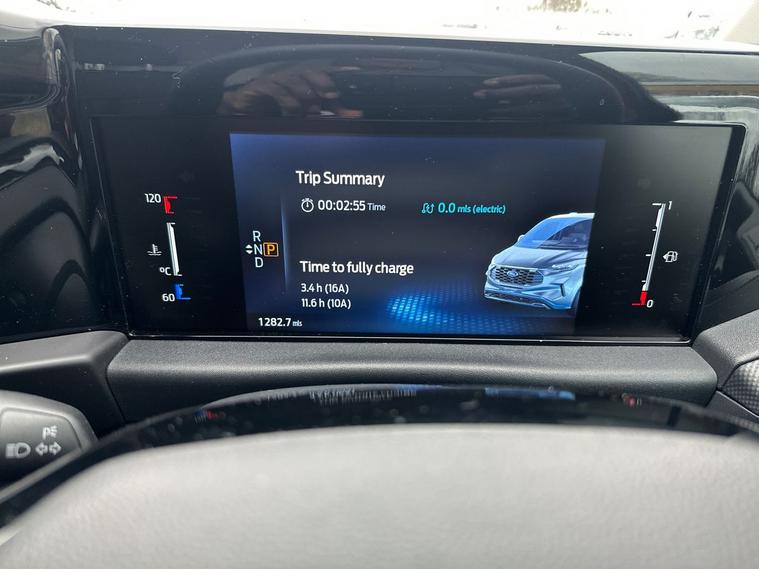 Trip Summary
120
00:02:55 Time
0.0 mls (electric)
1
R
N P
D
ºC
Time to fully charge
3.4 h (16A)
11.6 h (10A)
60
0
1282.7 mls